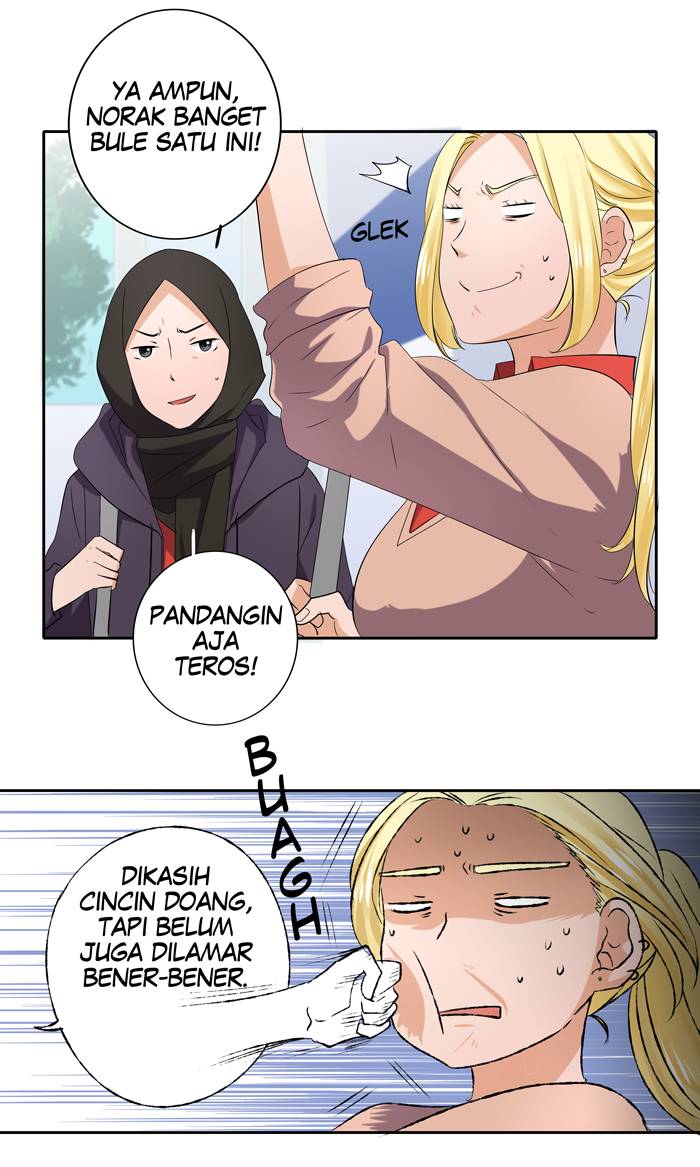 YA AMPUN,
NORAK BANGET
BULE SATU INI!
GLEK
PANDANGIN
AJA
TEROS!
BUAGH
DIKASIH
CINCIN DOANG,
TAPI BELUM
JUGA DILAMAR
BENER-BENER.